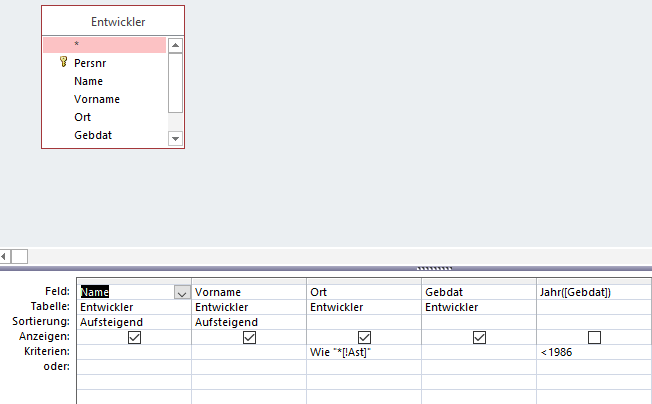 Entwickler
*
Persnr
Name
Vorname
Ort
Gebdat
Feld: Name Vorname Ort Gebdat Jahr([Gebdat])
Tabelle: Entwickler Entwickler Entwickler Entwickler
Sortierung: Aufsteigend Aufsteigend
Anzeigen:
Kriterien: Wie "*[!Ast]" <1986
oder: